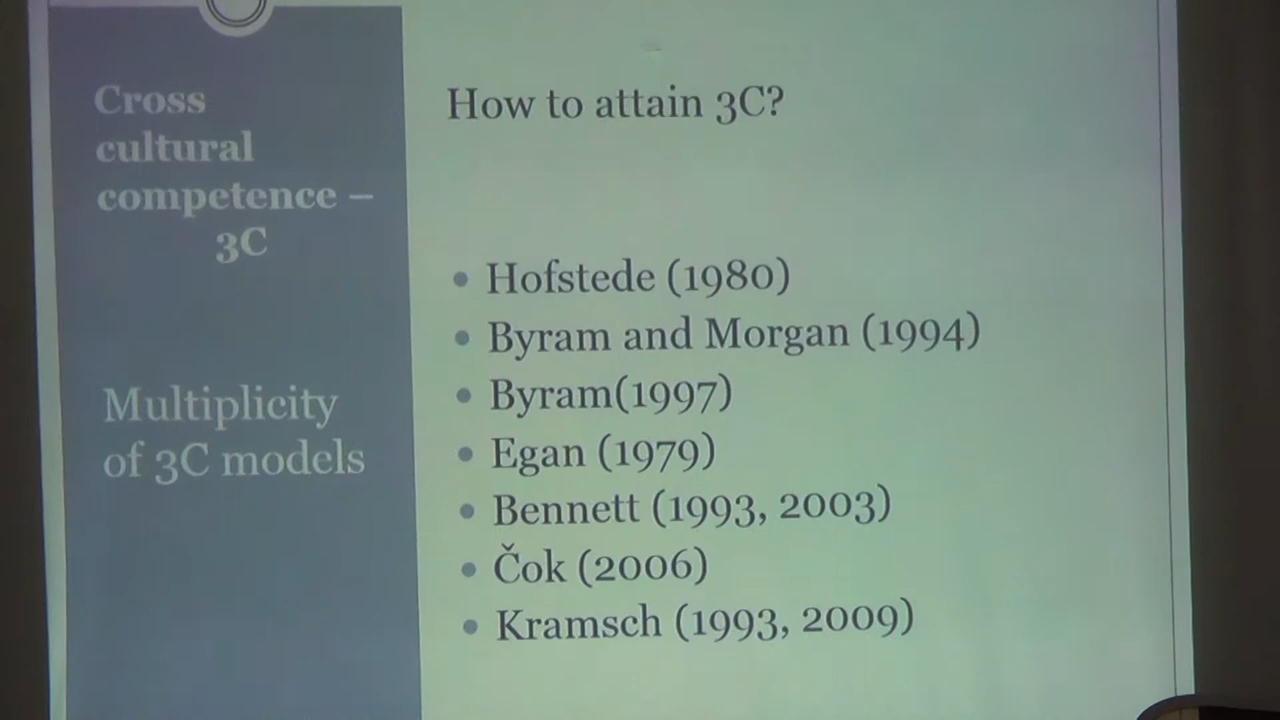 Cross
cultural
competence –
3C
Multiplicity
of 3C models
How to attain 3C?
• Hofstede (1980)
• Byram and Morgan (1994)
• Byram(1997)
• Egan (1979)
• Bennett (1993, 2003)
• Čok (2006)
• Kramsch (1993, 2009)